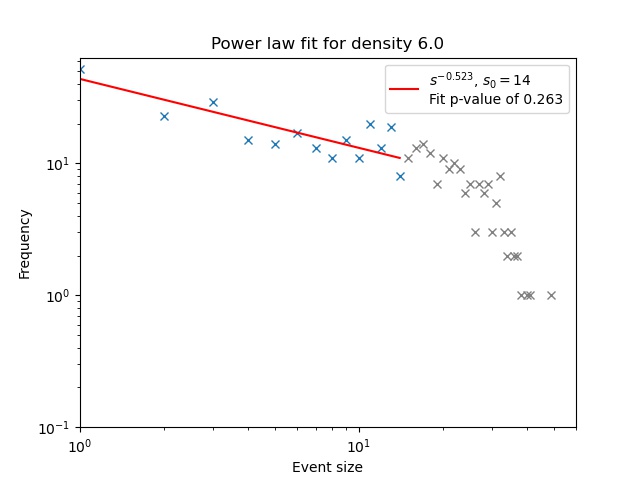 Power law fit for density 6.0
s^{-0.523}, s_0 = 14
Fit p-value of 0.263
Frequency
10^1
10^0
10^{-1}
10^0
10^1
Event size